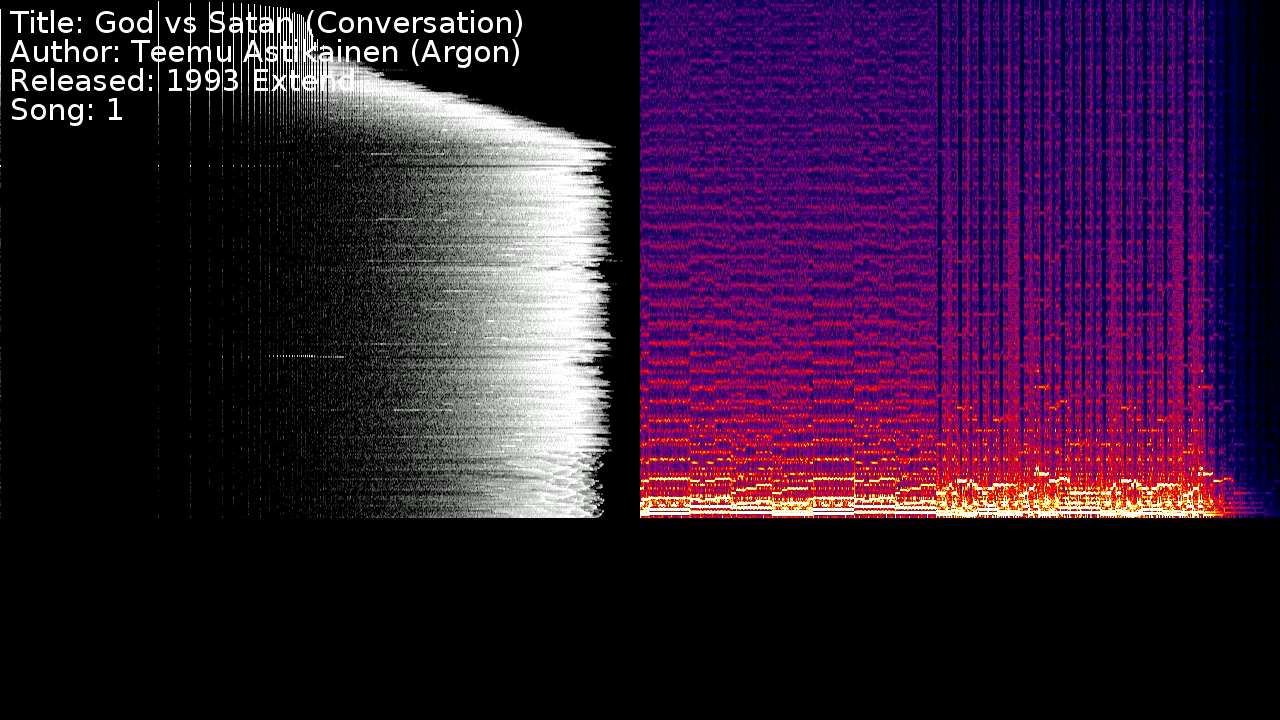 Title: God vs Satan (Conversation)
Author: Teemu Astikainen (Argon)
Released: 1993 Extend
Song: 1